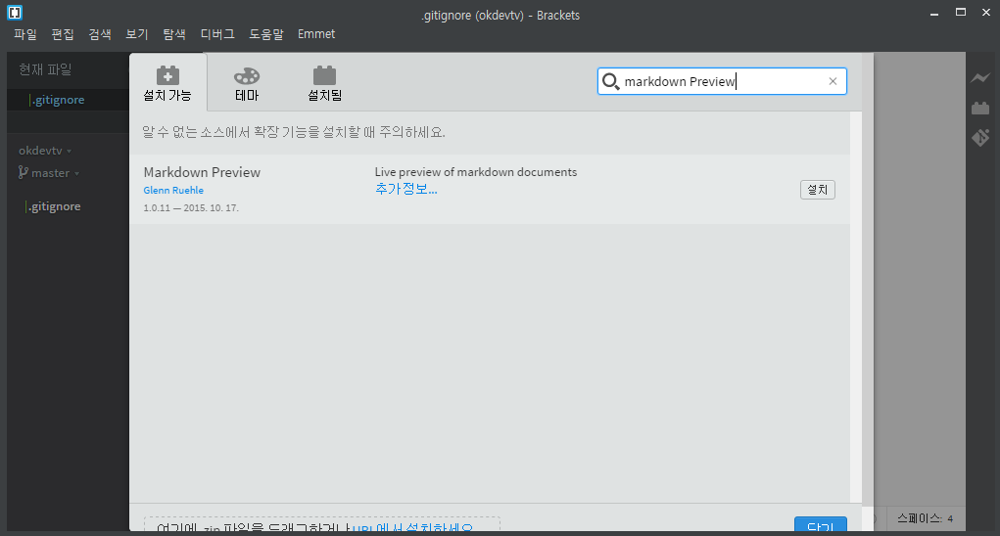 .gitignore (okdevtv) - Brackets
파일 편집 검색 보기 탐색 디버그 도움말 Emmet
현재 파일
.gitignore
okdevtv
master
.gitignore
설치 가능 테마 설치됨
markdown Preview
알 수 없는 소스에서 확장 기능을 설치할 때 주의하세요.
Markdown Preview
Glenn Ruehle
1.0.11 — 2015. 10. 17.
Live preview of markdown documents
추가 정보...
설치
여기에 .zip 파일을 드래그하거나 URL에서 설치하세요
닫기
스페이스: 4